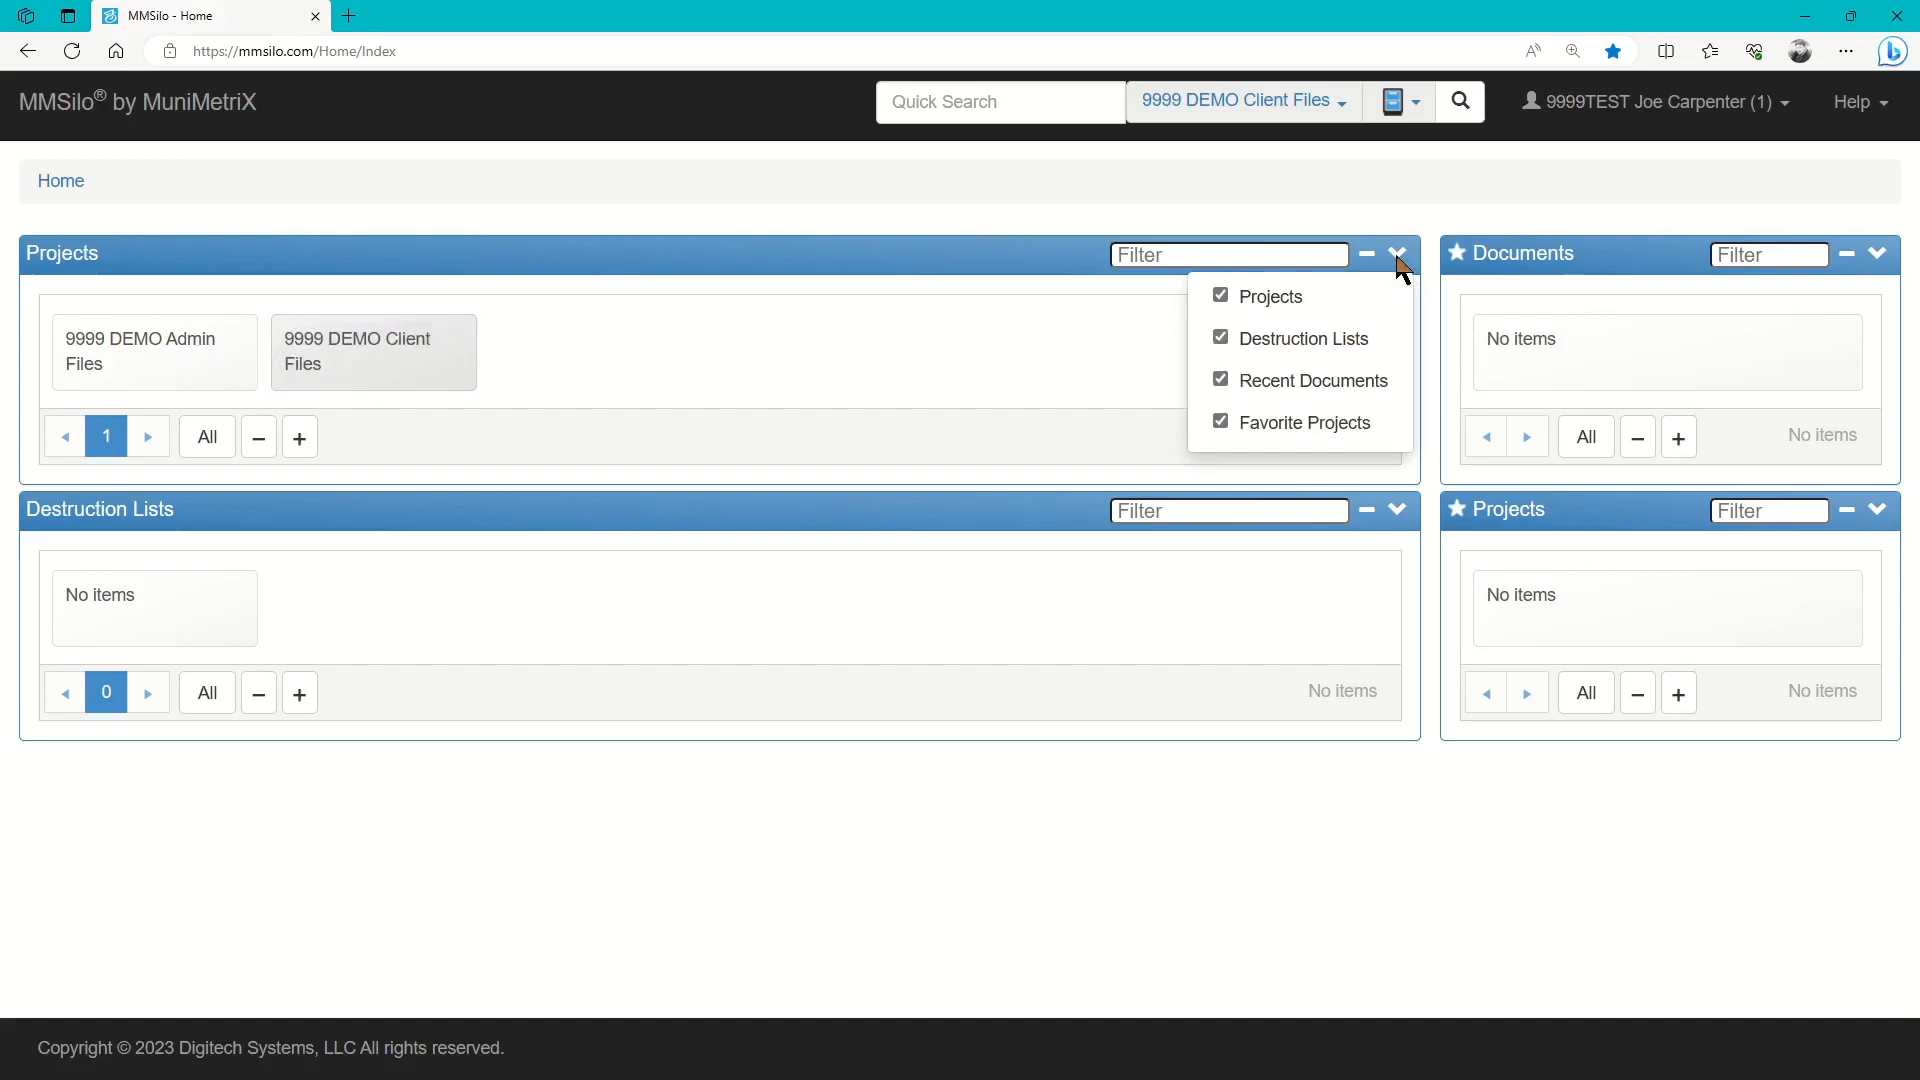 MMSilo - Home
https://mmsilo.com/Home/Index
MMSilo® by MuniMetriX
Quick Search
9999 DEMO Client Files
9999TEST Joe Carpenter (1)
Help
Home
Projects
Filter
Projects
Destruction Lists
Recent Documents
Favorite Projects
9999 DEMO Admin
Files
9999 DEMO Client
Files
1
All
Documents
Filter
No items
All
No items
Destruction Lists
Filter
No items
0
All
No items
Projects
Filter
No items
All
No items
Copyright © 2023 Digitech Systems, LLC All rights reserved.